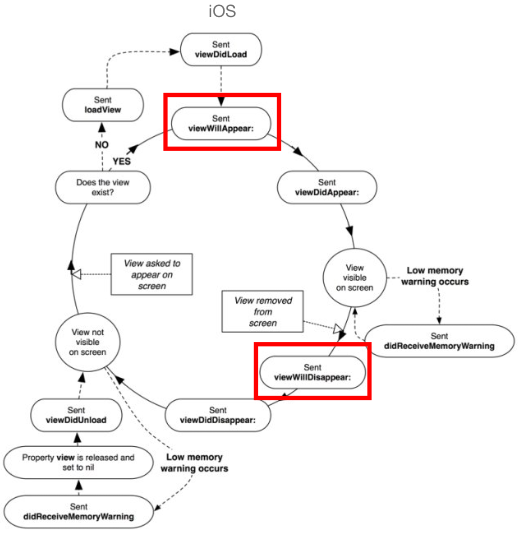 iOS
Sent
viewDidLoad
Sent
loadView
Sent
viewWillAppear:
NO
YES
Does the view
exist?
Sent
viewDidAppear:
View asked to
appear on
screen
View
visible
on screen
Low memory
warning occurs
View removed
from
screen
View not
visible
on screen
Sent
didReceiveMemoryWarning
Sent
viewWillDisappear:
Sent
viewDidUnload
Sent
viewDidDisappear:
Property view is released and
set to nil
Low memory
warning occurs
Sent
didReceiveMemoryWarning